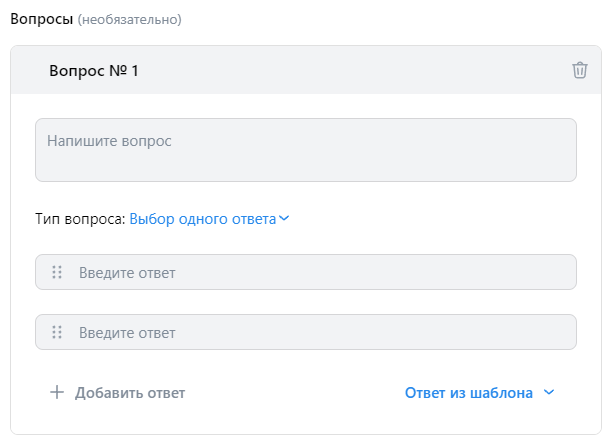 Вопросы (необязательно)
Вопрос № 1
Напишите вопрос
Тип вопроса: Выбор одного ответа
Введите ответ
Введите ответ
Добавить ответ
Ответ из шаблона